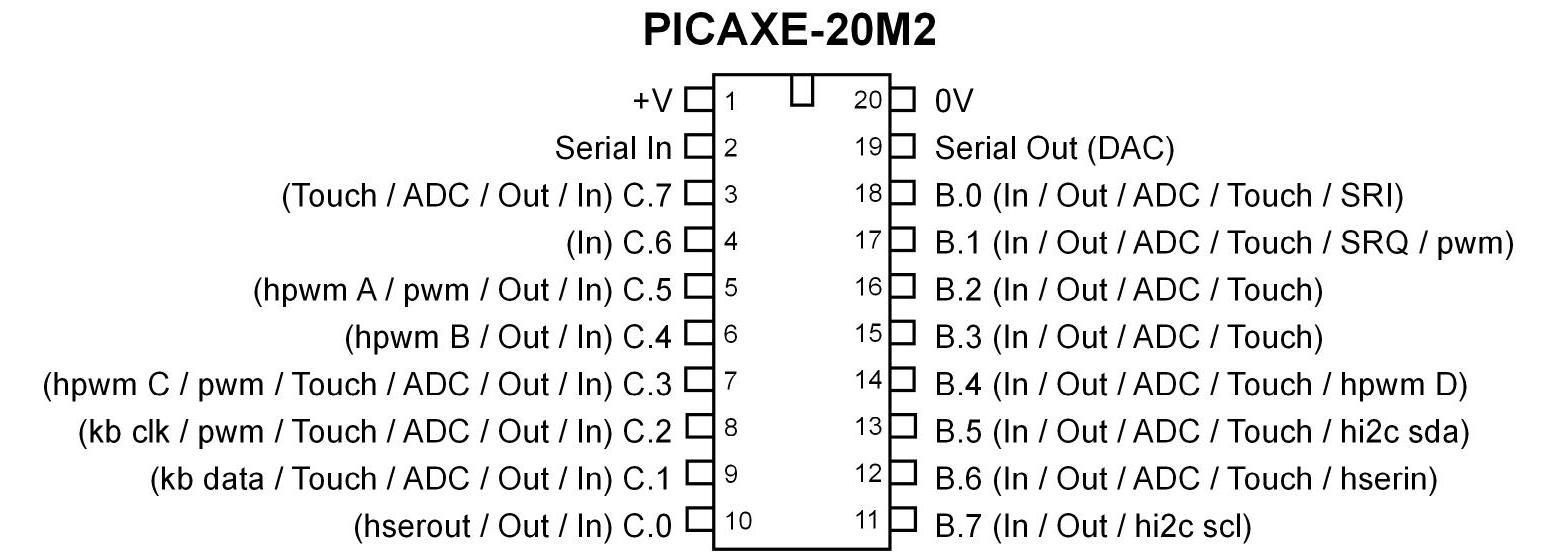 PICAXE-20M2
+V 1 20 0V
Serial In 2 19 Serial Out (DAC)
(Touch / ADC / Out / In) C.7 3 18 B.0 (In / Out / ADC / Touch / SRI)
(In) C.6 4 17 B.1 (In / Out / ADC / Touch / SRQ / pwm)
(hpwm A / pwm / Out / In) C.5 5 16 B.2 (In / Out / ADC / Touch)
(hpwm B / Out / In) C.4 6 15 B.3 (In / Out / ADC / Touch)
(hpwm C / pwm / Touch / ADC / Out / In) C.3 7 14 B.4 (In / Out / ADC / Touch / hpwm D)
(kb clk / pwm / Touch / ADC / Out / In) C.2 8 13 B.5 (In / Out / ADC / Touch / hi2c sda)
(kb data / Touch / ADC / Out / In) C.1 9 12 B.6 (In / Out / ADC / Touch / hserin)
(hserout / Out / In) C.0 10 11 B.7 (In / Out / hi2c scl)